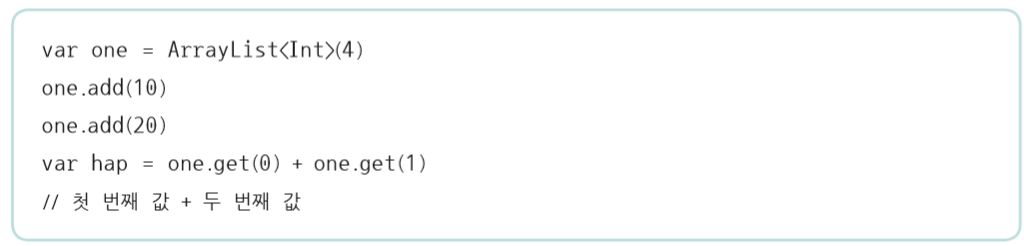 var one = ArrayList<Int>(4)
one.add(10)
one.add(20)
var hap = one.get(0) + one.get(1)
// 첫 번째 값 + 두 번째 값